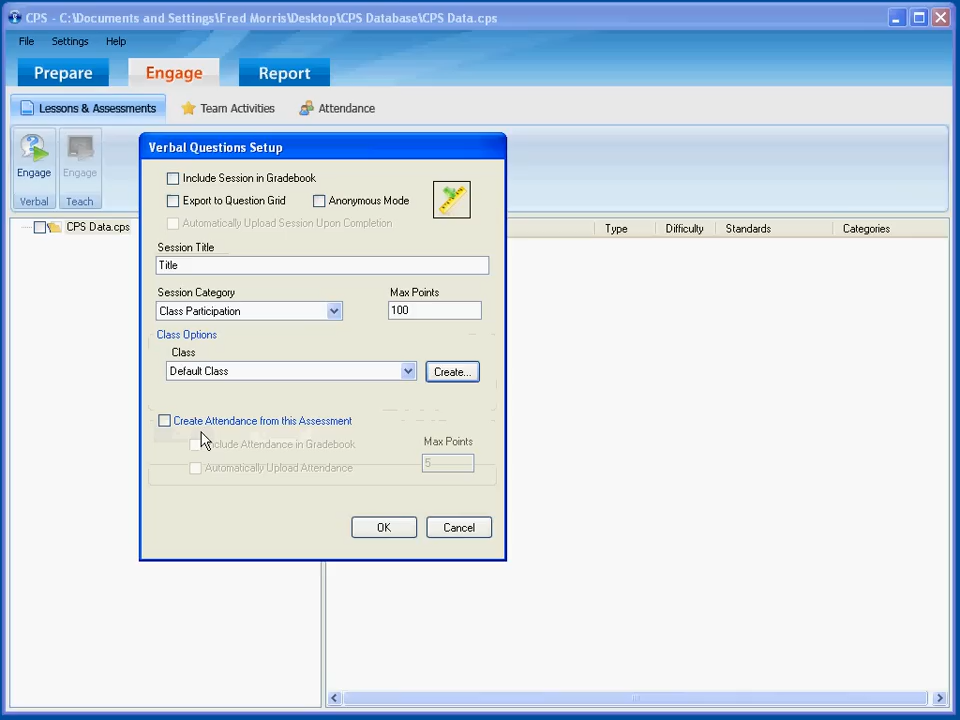 CPS - C:\Documents and Settings\Fred Morris\Desktop\CPS Database\CPS Data.cps
File Settings Help
Prepare Engage Report
Lessons & Assessments Team Activities Attendance
Engage Engage
Verbal Teach
Verbal Questions Setup
Include Session in Gradebook
Export to Question Grid Anonymous Mode
Automatically Upload Session Upon Completion
Session Title
Title
Session Category Max Points
Class Participation 100
Class Options
Class
Default Class Create...
Create Attendance from this Assessment
Include Attendance in Gradebook Max Points
Automatically Upload Attendance 5
OK Cancel
CPS Data.cps
Type Difficulty Standards Categories